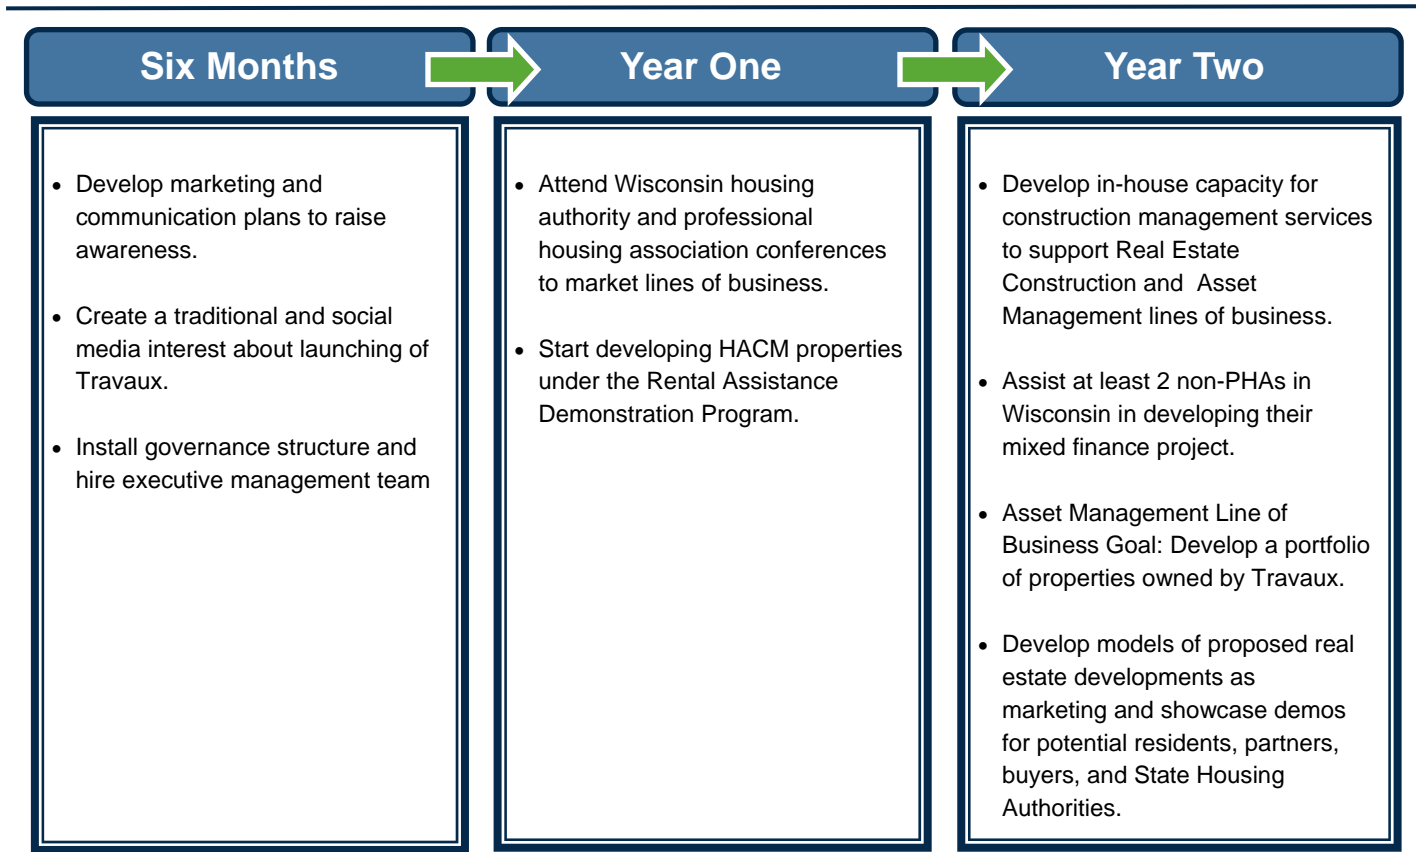 Six Months
Year One
Year Two
• Develop marketing and
communication plans to raise
awareness.
• Create a traditional and social
media interest about launching of
Travaux.
• Install governance structure and
hire executive management team
• Attend Wisconsin housing
authority and professional
housing association conferences
to market lines of business.
• Start developing HACM properties
under the Rental Assistance
Demonstration Program.
• Develop in-house capacity for
construction management services
to support Real Estate
Construction and  Asset
Management lines of business.
• Assist at least 2 non-PHAs in
Wisconsin in developing their
mixed finance project.
• Asset Management Line of
Business Goal: Develop a portfolio
of properties owned by Travaux.
• Develop models of proposed real
estate developments as
marketing and showcase demos
for potential residents, partners,
buyers, and State Housing
Authorities.